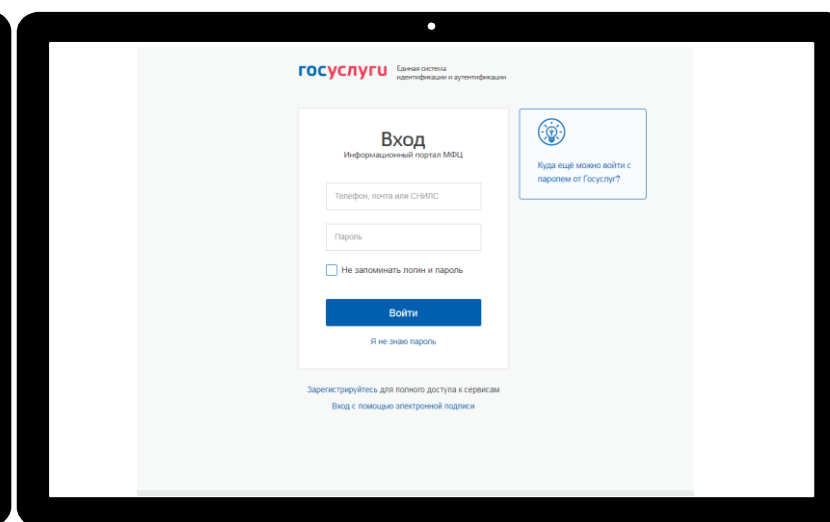 госуслуги
Единая система
идентификации и аутентификации
Вход
Информационный портал МФЦ
Телефон, почта или СНИЛС
Пароль
Не запоминать логин и пароль
Войти
Я не знаю пароль
Куда ещё можно войти с
паролем от Госуслуг?
Зарегистрируйтесь для полного доступа к сервисам
Вход с помощью электронной подписи